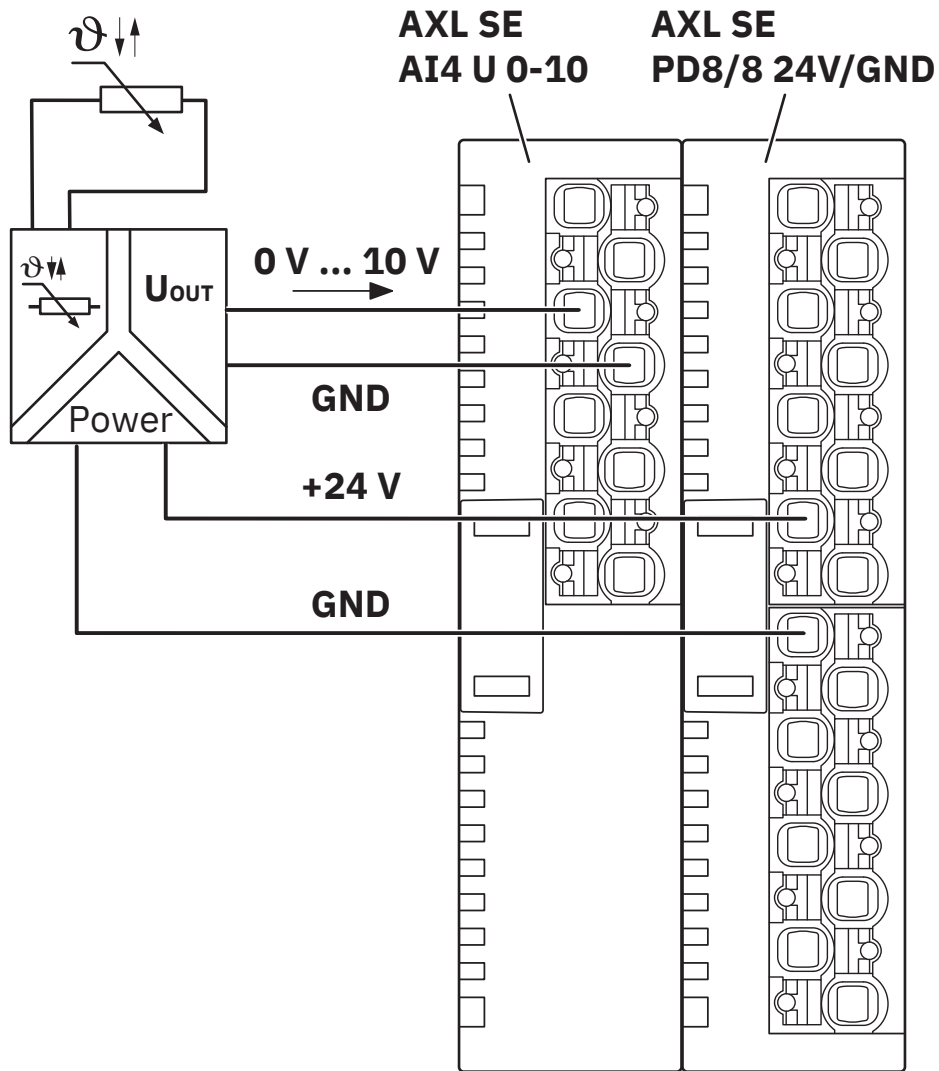 ϑ
AXL SE
AI4 U 0-10
AXL SE
PD8/8 24V/GND
ϑ
UOUT
0 V ... 10 V
GND
Power
+24 V
GND